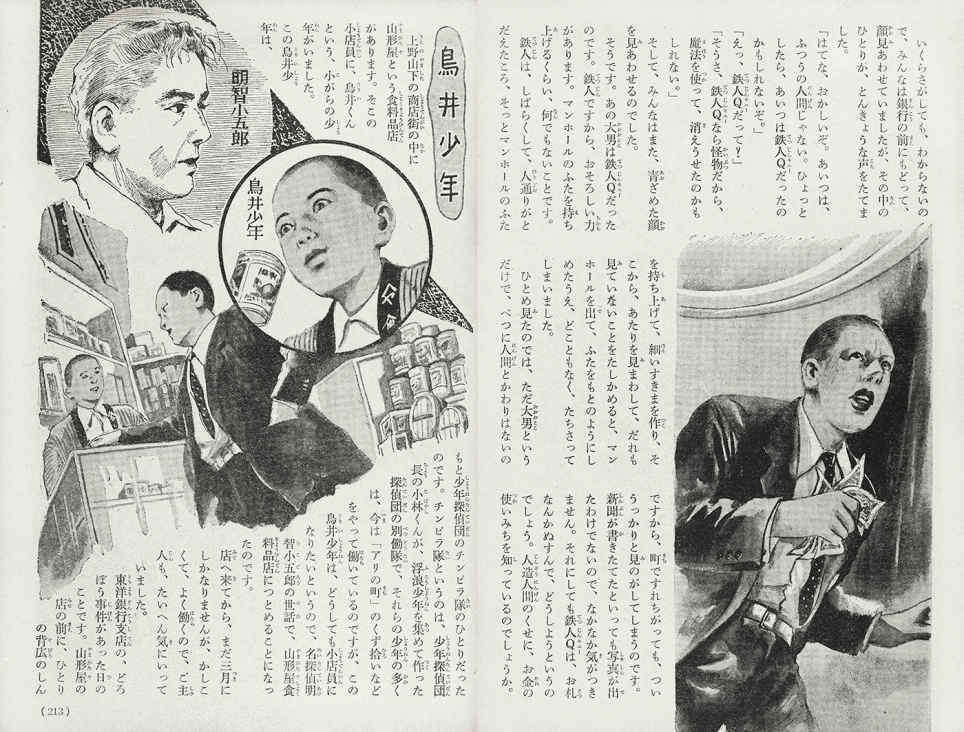 いくらさがしても、わからないの
で、みんなは銀行の前にもどって、
顔見あわせていましたが、その中の
ひとりが、とんきょうな声をたてま
した。
「はてな、おかしいぞ。あいつは、
ふつうの人間じゃない。ひょっと
したら、あいつは鉄人Qだったの
かもしれないぞ。」
「えっ、鉄人Qだって？」
「そうさ、鉄人Qなら怪物だから、
魔法を使って、消えうせたのかも
しれない。」
そして、みんなはまた、青ざめた顔
を見あわせるのでした。
そうです。あの大男は鉄人Qだった
のです。鉄人ですから、おそろしい力
があります。マンホールのふたを持ち
上げるくらい、何でもないことです。
鉄人は、しばらくして、人通りがと
だえたころ、そっとマンホールのふた
を持ち上げて、細いすきまを作り、そ
こから、あたりを見まわして、だれも
見ていないことをたしかめると、マン
ホールを出て、ふたをもとのようにし
めたうえ、どこともなく、たちさって
しまいました。
ひとめ見たのでは、ただ大男という
だけで、べつに人間とかわりはないの
ですから、町ですれちがっても、つい
うっかりと見のがしてしまうのです。
新聞が書きたてたといっても写真が出
たわけでないので、なかなか気がつき
ません。それにしても鉄人Qは、お札
なんかぬすんで、どうしようというの
でしょう。人造人間のくせに、お金の
使いみちを知っているのでしょうか。
鳥井少年
上野山下の商店街の中に
山形屋という食料品店
があります。そこの
小店員に、鳥井くん
という、小がらの少
年がいました。
この鳥井少
年は、
明智小五郎
鳥井少年
もと少年探偵団のチンピラ隊のひとりだった
のです。チンピラ隊というのは、少年探偵団
長の小林くんが、浮浪少年を集めて作った
探偵団の別働隊で、それらの少年の多く
は、今は「アリの町」のくず拾いなど
をやって働いているのですが、この
鳥井少年は、どうしても小店員に
なりたいというので、名探偵明
智小五郎の世話で、山形屋食
料品店につとめることになっ
たのです。
店へ来てから、まだ三月に
しかなりませんが、かしこ
くて、よく働くので、ご主
人も、たいへん気にいって
いました。
東洋銀行支店の、どろ
ぼう事件があった日の
ことです。山形屋の
店の前に、ひとり
の背広のしん
(213)